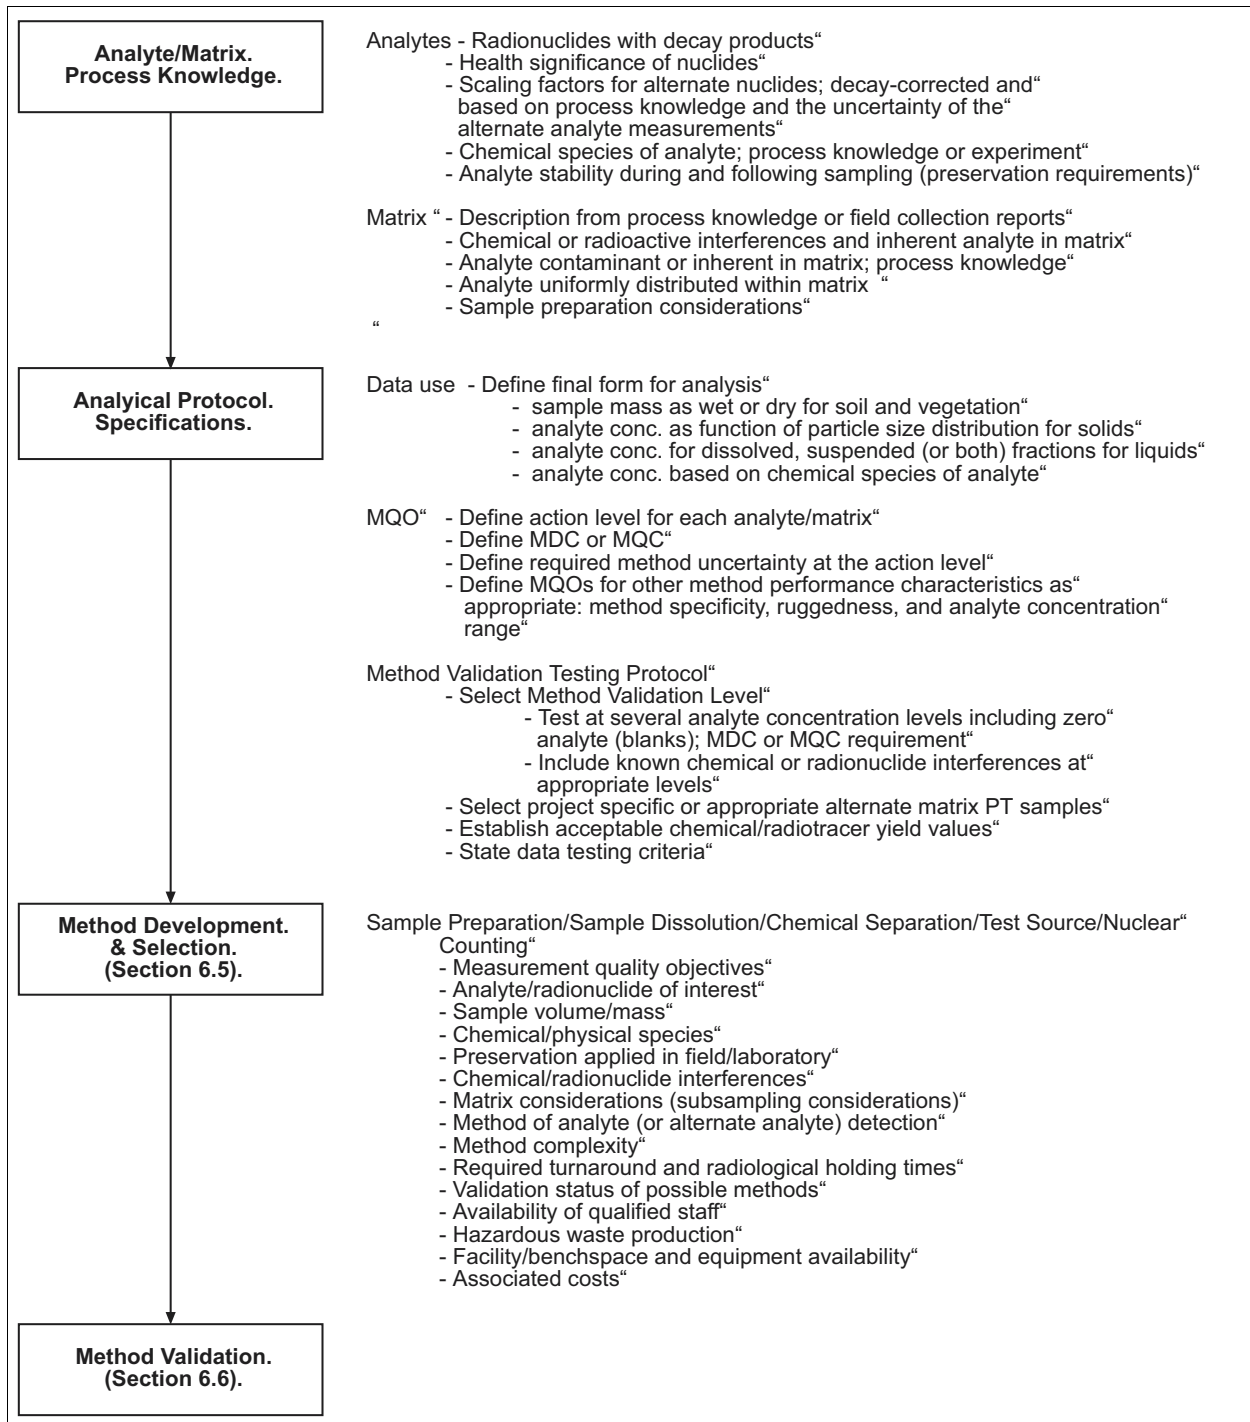 Analyte/Matrix.
Process Knowledge.
Analytes - Radionuclides with decay products“
- Health significance of nuclides“
- Scaling factors for alternate nuclides; decay-corrected and“
based on process knowledge and the uncertainty of the“
alternate analyte measurements“
- Chemical species of analyte; process knowledge or experiment“
- Analyte stability during and following sampling (preservation requirements)“
Matrix “ - Description from process knowledge or field collection reports“
- Chemical or radioactive interferences and inherent analyte in matrix“
- Analyte contaminant or inherent in matrix; process knowledge“
- Analyte uniformly distributed within matrix “
- Sample preparation considerations“
“
Analyical Protocol.
Specifications.
Data use - Define final form for analysis“
- sample mass as wet or dry for soil and vegetation“
- analyte conc. as function of particle size distribution for solids“
- analyte conc. for dissolved, suspended (or both) fractions for liquids“
- analyte conc. based on chemical species of analyte“
MQO“ - Define action level for each analyte/matrix“
- Define MDC or MQC“
- Define required method uncertainty at the action level“
- Define MQOs for other method performance characteristics as“
appropriate: method specificity, ruggedness, and analyte concentration“
range“
Method Validation Testing Protocol“
- Select Method Validation Level“
- Test at several analyte concentration levels including zero“
analyte (blanks); MDC or MQC requirement“
- Include known chemical or radionuclide interferences at“
appropriate levels“
- Select project specific or appropriate alternate matrix PT samples“
- Establish acceptable chemical/radiotracer yield values“
- State data testing criteria“
Method Development.
& Selection.
(Section 6.5).
Sample Preparation/Sample Dissolution/Chemical Separation/Test Source/Nuclear“
Counting“
- Measurement quality objectives“
- Analyte/radionuclide of interest“
- Sample volume/mass“
- Chemical/physical species“
- Preservation applied in field/laboratory“
- Chemical/radionuclide interferences“
- Matrix considerations (subsampling considerations)“
- Method of analyte (or alternate analyte) detection“
- Method complexity“
- Required turnaround and radiological holding times“
- Validation status of possible methods“
- Availability of qualified staff“
- Hazardous waste production“
- Facility/benchspace and equipment availability“
- Associated costs“
Method Validation.
(Section 6.6).